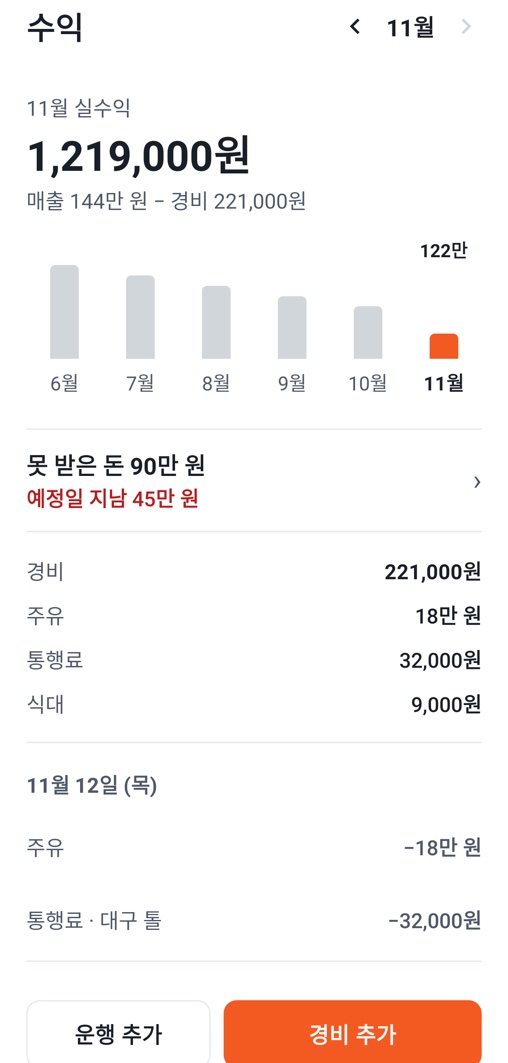 수익
< 11월 >
11월 실수익
1,219,000원
매출 144만 원 − 경비 221,000원
122만
6월 7월 8월 9월 10월 11월
못 받은 돈 90만 원
예정일 지남 45만 원
›
경비 221,000원
주유 18만 원
통행료 32,000원
식대 9,000원
11월 12일 (목)
주유 −18만 원
통행료 · 대구 톨 −32,000원
운행 추가 경비 추가